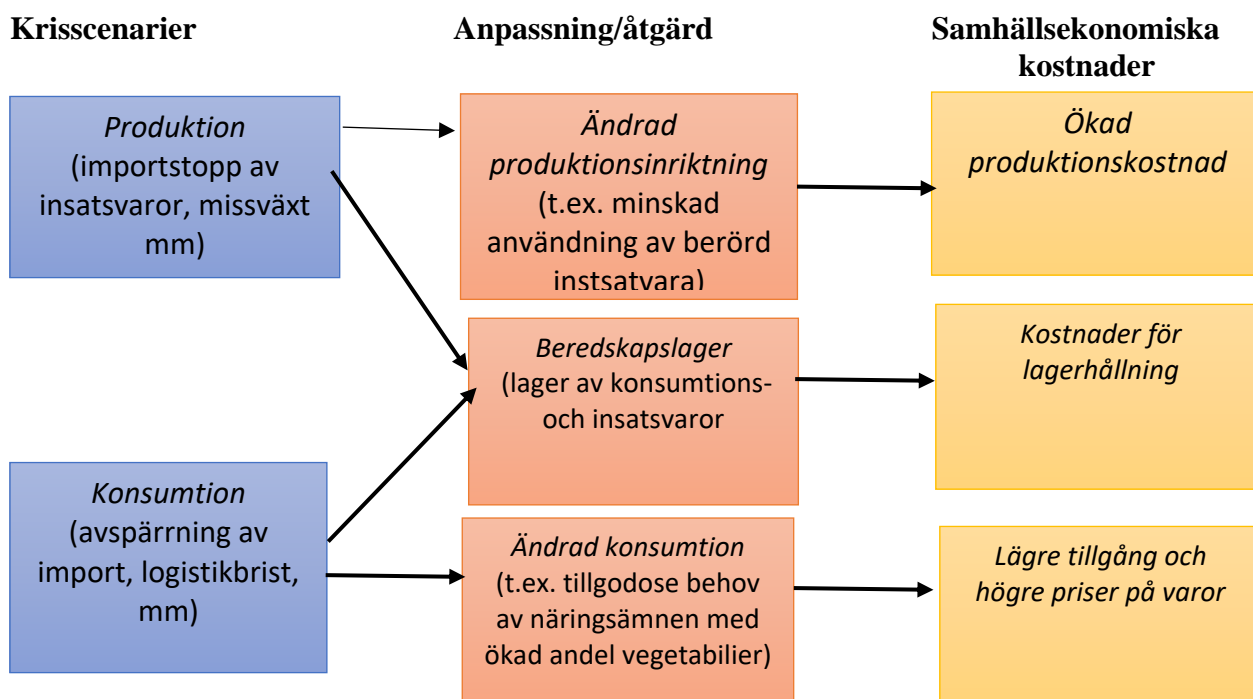 Krisscenarier
Anpassning/åtgärd
Samhällsekonomiska
kostnader
Produktion
(importstopp av
insatsvaror, missväxt
mm)
Ändrad
produktionsinriktning
(t.ex. minskad
användning av berörd
instsatvara)
Ökad
produktionskostnad
Beredskapslager
(lager av konsumtions-
och insatsvaror
Kostnader för
lagerhållning
Konsumtion
(avspärrning av
import, logistikbrist,
mm)
Ändrad konsumtion
(t.ex. tillgodose behov
av näringsämnen med
ökad andel vegetabilier)
Lägre tillgång och
högre priser på varor